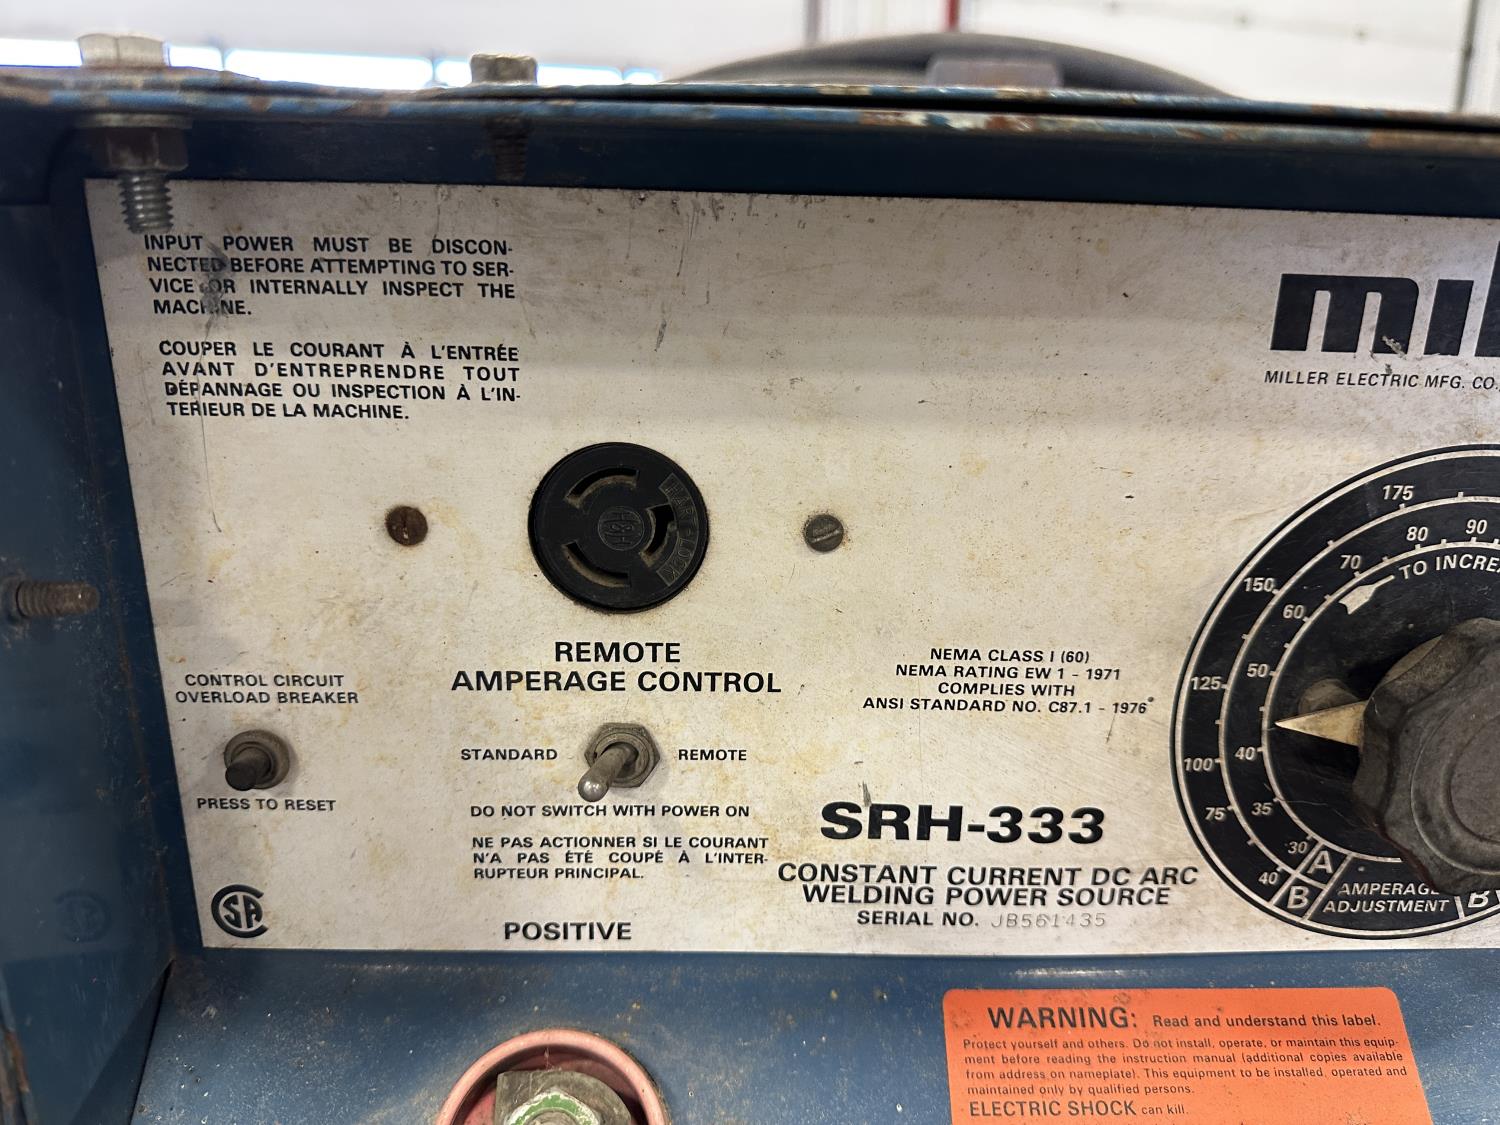 INPUT POWER MUST BE DISCON-
NECTED BEFORE ATTEMPTING TO SER-
VICE OR INTERNALLY INSPECT THE
MACHINE.
COUPER LE COURANT À L'ENTRÉE
AVANT D'ENTREPRENDRE TOUT
DÉPANNAGE OU INSPECTION À L'IN-
TERIEUR DE LA MACHINE.
MILLER ELECTRIC MFG. CO.
HART-LOCK
H&H
REMOTE
AMPERAGE CONTROL
CONTROL CIRCUIT
OVERLOAD BREAKER
PRESS TO RESET
STANDARD
REMOTE
DO NOT SWITCH WITH POWER ON
NE PAS ACTIONNER SI LE COURANT
N'A PAS ÉTÉ COUPÉ À L'INTER-
RUPTEUR PRINCIPAL.
NEMA CLASS I (60)
NEMA RATING EW 1 - 1971
COMPLIES WITH
ANSI STANDARD NO. C87.1 - 1976
SRH-333
CONSTANT CURRENT DC ARC
WELDING POWER SOURCE
SERIAL NO. JB561435
CSA
POSITIVE
175
150
125
100
75
40
90
80
70
60
50
40
35
30
TO
A
B
AMPERAGE
ADJUSTMENT
B
WARNING: Read and understand this label.
Protect yourself and others. Do not install, operate, or maintain this equip-
ment before reading the instruction manual (additional copies available
from address on nameplate). This equipment to be installed, operated and
maintained only by qualified persons.
ELECTRIC SHOCK can kill.